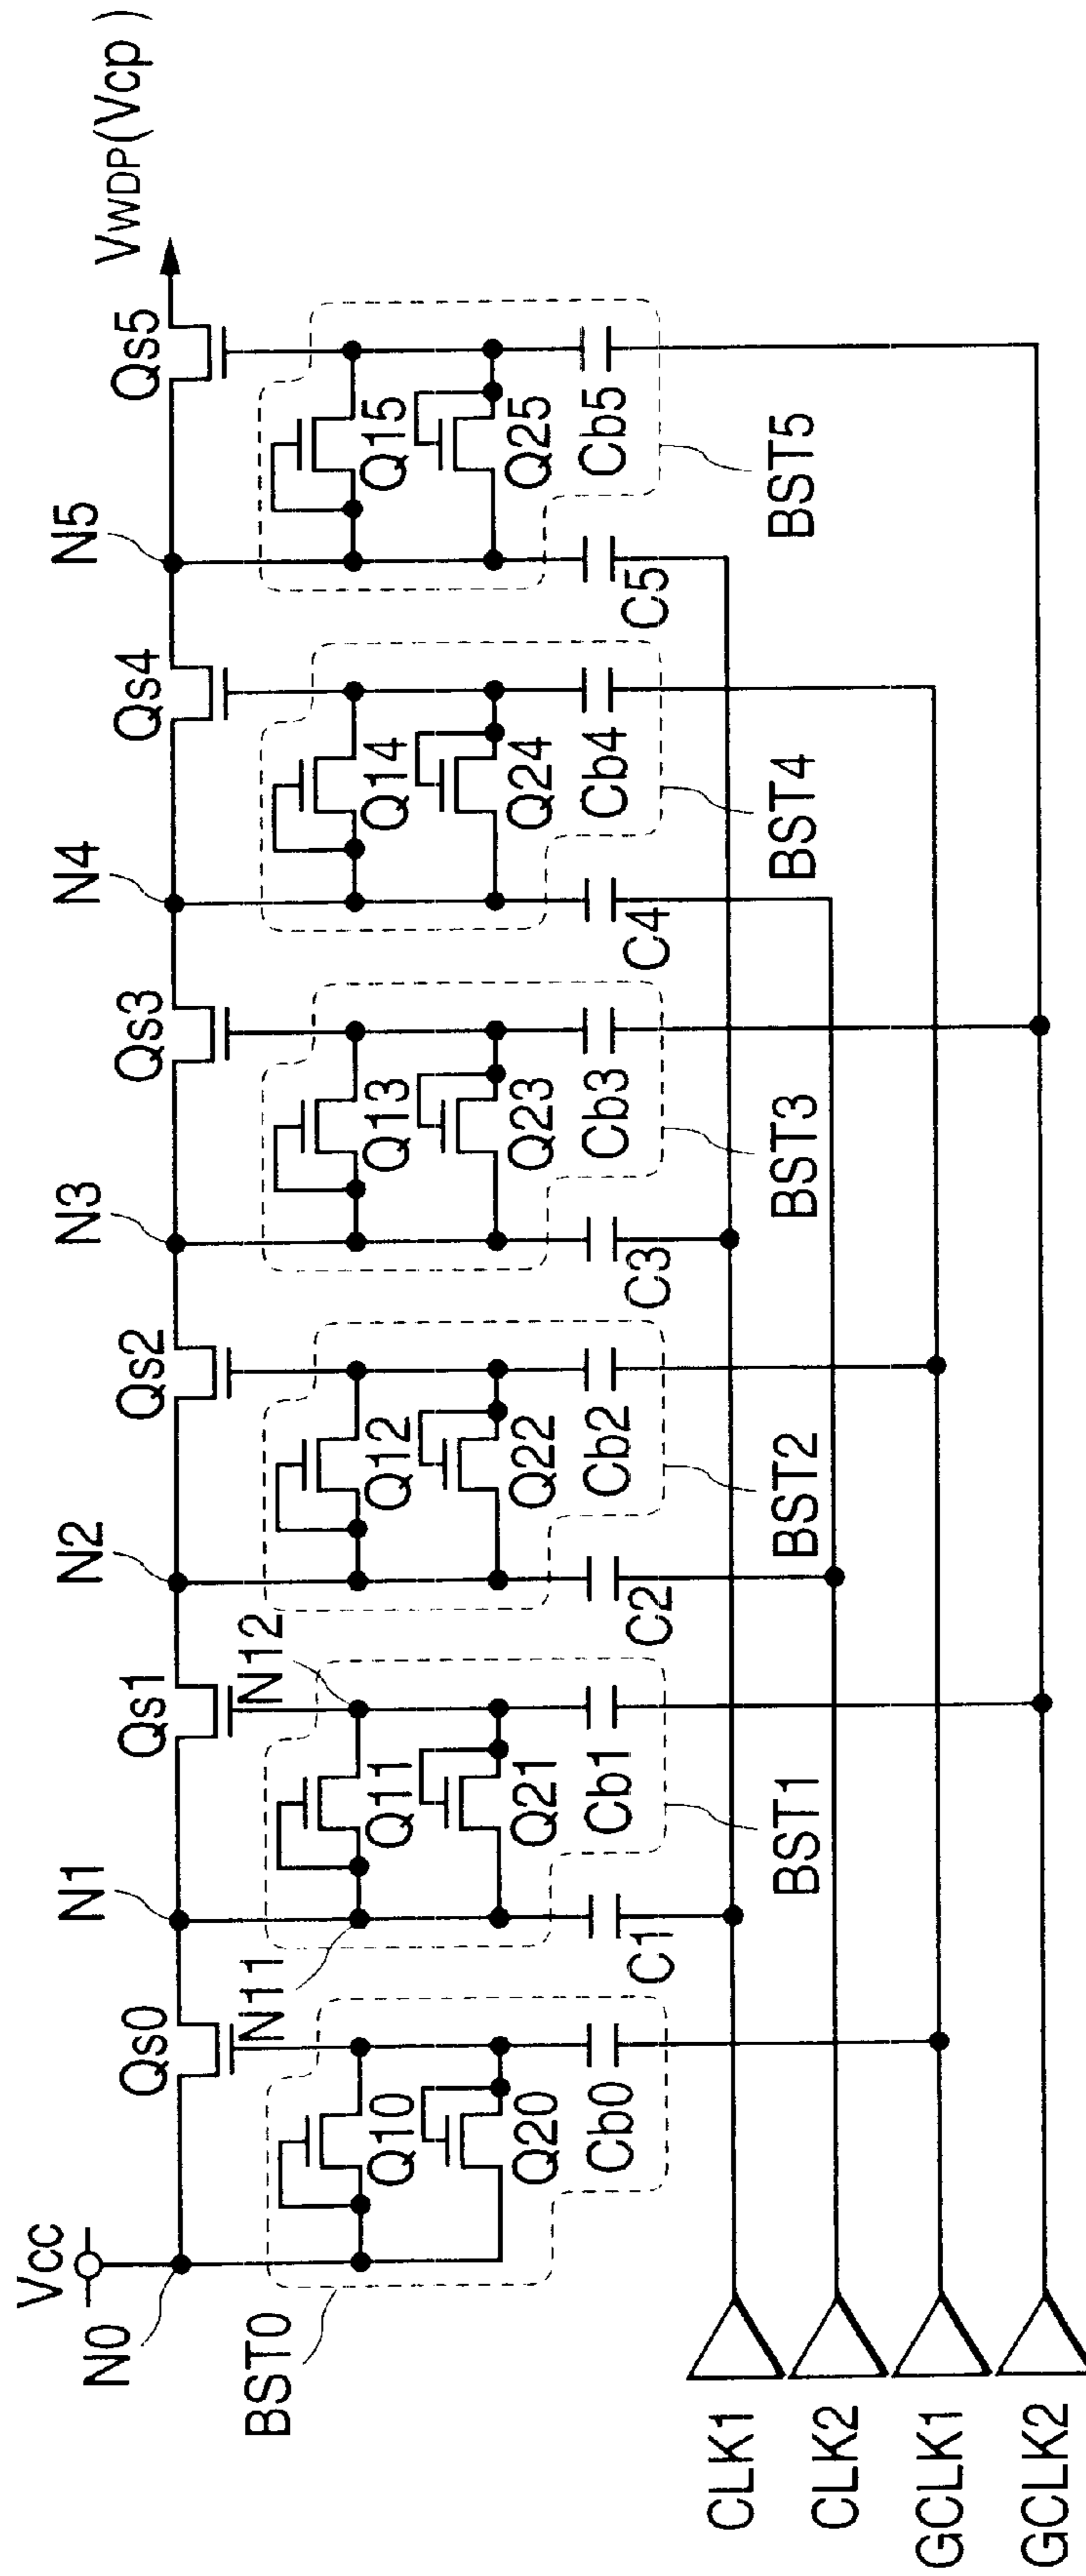 Vcc
VWDP(Vcp)
N0
Qs0
N1
Qs1
N2
Qs2
N3
Qs3
N4
Qs4
N5
Qs5
N11
N12
BST0
Q10
Q20
Cb0
C1
Q11
Q21
Cb1
BST1
C2
Q12
Q22
Cb2
BST2
C3
Q13
Q23
Cb3
BST3
C4
Q14
Q24
Cb4
BST4
C5
Q15
Q25
Cb5
BST5
CLK1
CLK2
GCLK1
GCLK2